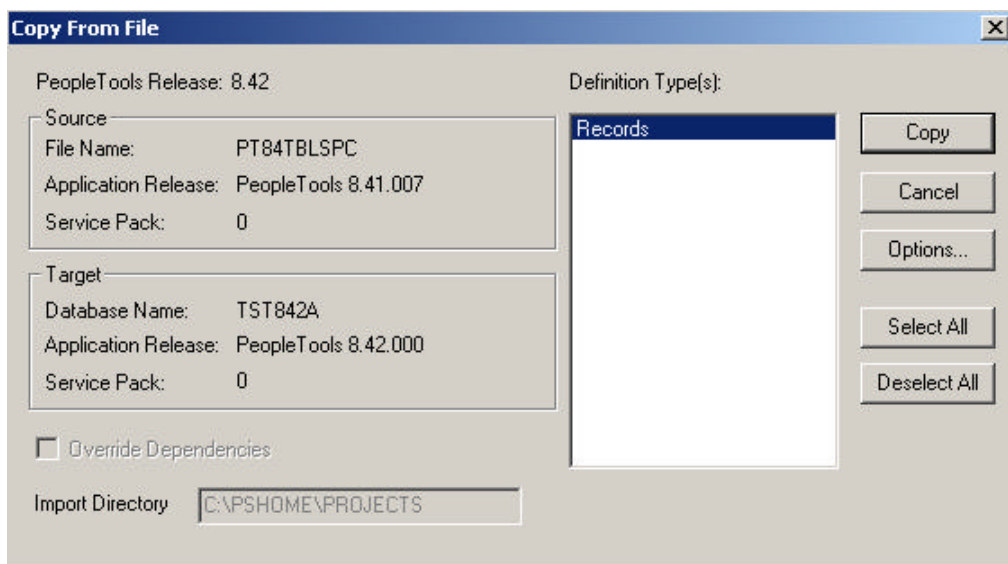 Copy From File
PeopleTools Release: 8.42
Source
File Name: PT84TBLSPC
Application Release: PeopleTools 8.41.007
Service Pack: 0
Target
Database Name: TST842A
Application Release: PeopleTools 8.42.000
Service Pack: 0
Override Dependencies
Import Directory C:\PSHOME\PROJECTS
Definition Type(s):
Records
Copy
Cancel
Options...
Select All
Deselect All